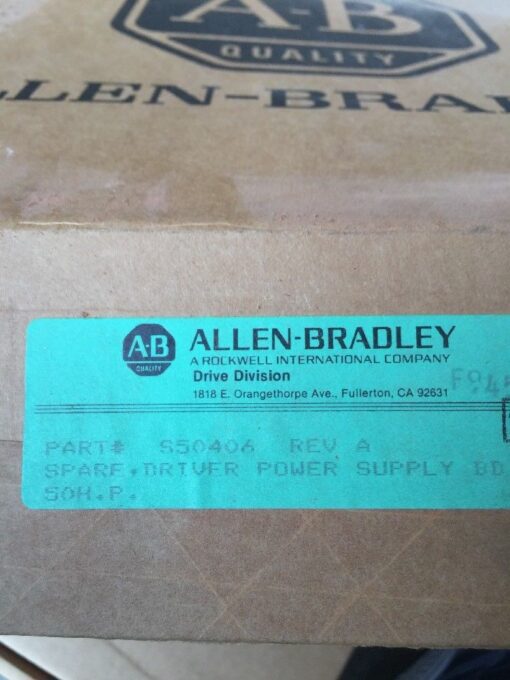 A-B
QUALITY
LLEN-BRA
A-B
QUALITY
ALLEN-BRADLEY
A ROCKWELL INTERNATIONAL COMPANY
Drive Division
1818 E. Orangethorpe Ave., Fullerton, CA 92631
PART# S50406 REV A
SPARE,DRIVER POWER SUPPLY BD
50H.P.